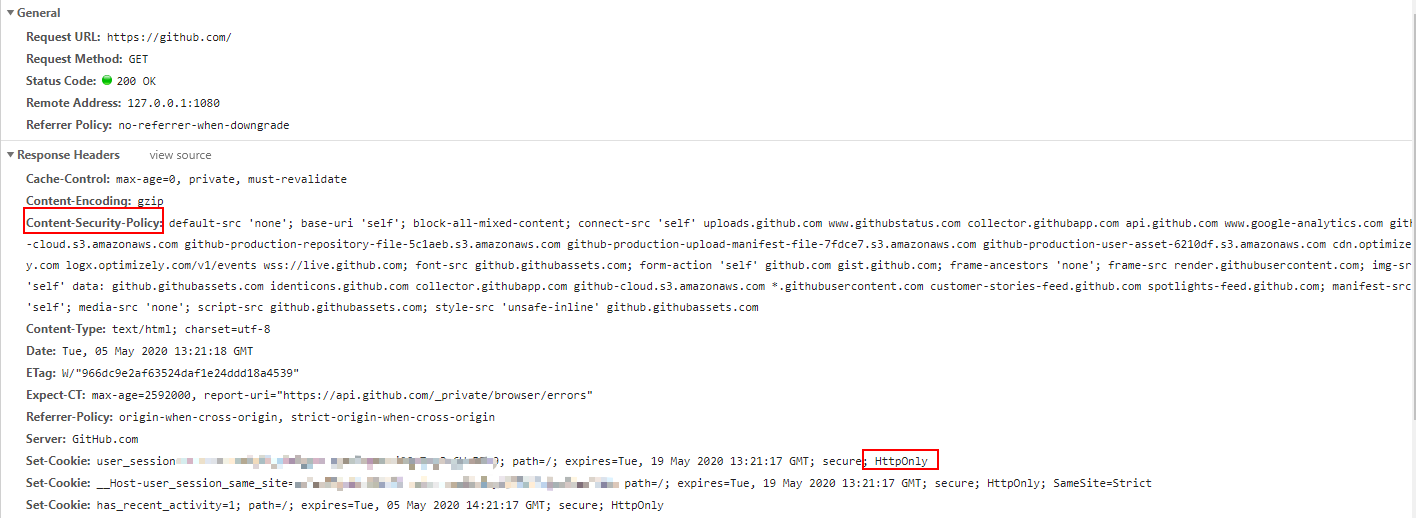 General
Request URL: https://github.com/
Request Method: GET
Status Code: 200 OK
Remote Address: 127.0.0.1:1080
Referrer Policy: no-referrer-when-downgrade
Response Headers view source
Cache-Control: max-age=0, private, must-revalidate
Content-Encoding: gzip
Content-Security-Policy: default-src 'none'; base-uri 'self'; block-all-mixed-content; connect-src 'self' uploads.github.com www.githubstatus.com collector.githubapp.com api.github.com www.google-analytics.com gith
-cloud.s3.amazonaws.com github-production-repository-file-5c1aeb.s3.amazonaws.com github-production-upload-manifest-file-7fdce7.s3.amazonaws.com github-production-user-asset-6210df.s3.amazonaws.com cdn.optimize
y.com logx.optimizely.com/v1/events wss://live.github.com; font-src github.githubassets.com; form-action 'self' github.com gist.github.com; frame-ancestors 'none'; frame-src render.githubusercontent.com; img-sr
'self' data: github.githubassets.com identicons.github.com collector.githubapp.com github-cloud.s3.amazonaws.com *.githubusercontent.com customer-stories-feed.github.com spotlights-feed.github.com; manifest-src
'self'; media-src 'none'; script-src github.githubassets.com; style-src 'unsafe-inline' github.githubassets.com
Content-Type: text/html; charset=utf-8
Date: Tue, 05 May 2020 13:21:18 GMT
ETag: W/"966dc9e2af63524daf1e24ddd18a4539"
Expect-CT: max-age=2592000, report-uri="https://api.github.com/_private/browser/errors"
Referrer-Policy: origin-when-cross-origin, strict-origin-when-cross-origin
Server: GitHub.com
Set-Cookie: user_session ; path=/; expires=Tue, 19 May 2020 13:21:17 GMT; secure; HttpOnly
Set-Cookie: __Host-user_session_same_site= path=/; expires=Tue, 19 May 2020 13:21:17 GMT; secure; HttpOnly; SameSite=Strict
Set-Cookie: has_recent_activity=1; path=/; expires=Tue, 05 May 2020 14:21:17 GMT; secure; HttpOnly